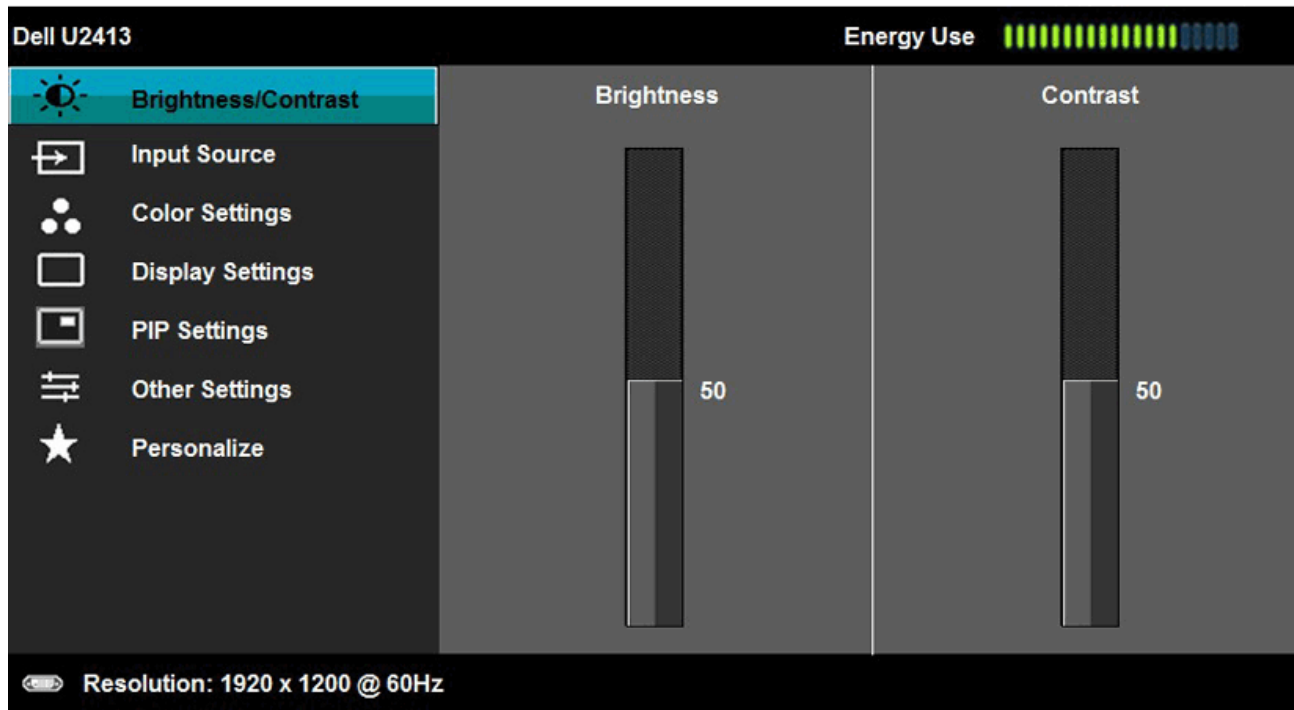 Dell U2413 Energy Use
Brightness/Contrast
Input Source
Color Settings
Display Settings
PIP Settings
Other Settings
Personalize
Brightness
50
Contrast
50
Resolution: 1920 x 1200 @ 60Hz